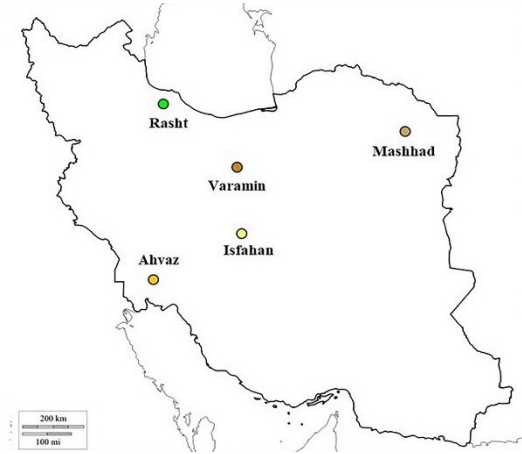 Rasht
Mashhad
Varamin
Isfahan
Ahvaz
200 km
100 mi